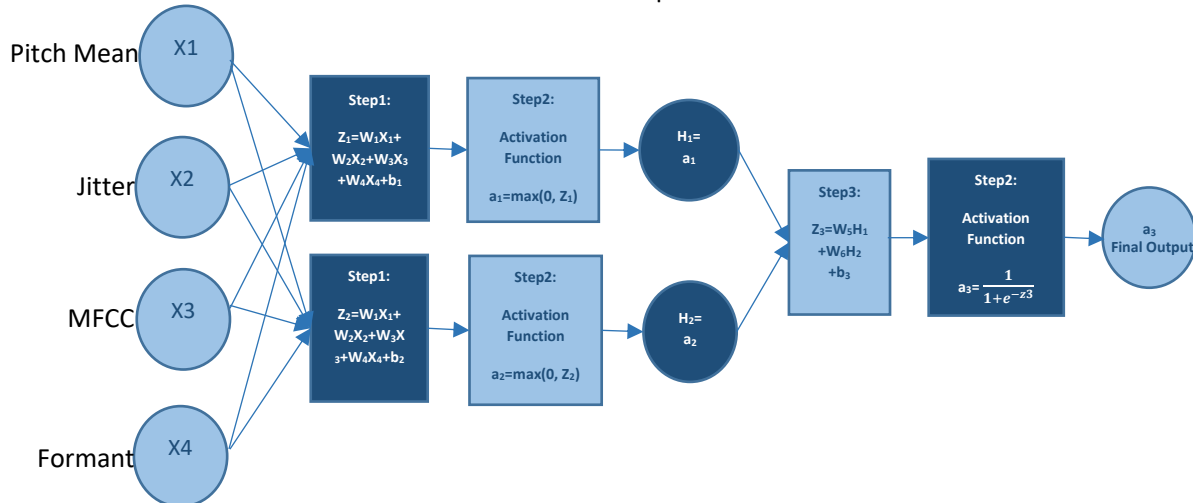 Pitch Mean
X1
Jitter
X2
MFCC
X3
Formant
X4
Step1:
Z₁=W₁X₁+
W₂X₂+W₃X₃
+W₄X₄+b₁
Step2:
Activation
Function
a₁=max(0, Z₁)
H₁=
a₁
Step1:
Z₂=W₁X₁+
W₂X₂+W₃X
₃+W₄X₄+b₂
Step2:
Activation
Function
a₂=max(0, Z₂)
H₂=
a₂
Step3:
Z₃=W₅H₁
+W₆H₂
+b₃
Step2:
Activation
Function
a₃= 1
1+e^−z3
a₃
Final Output